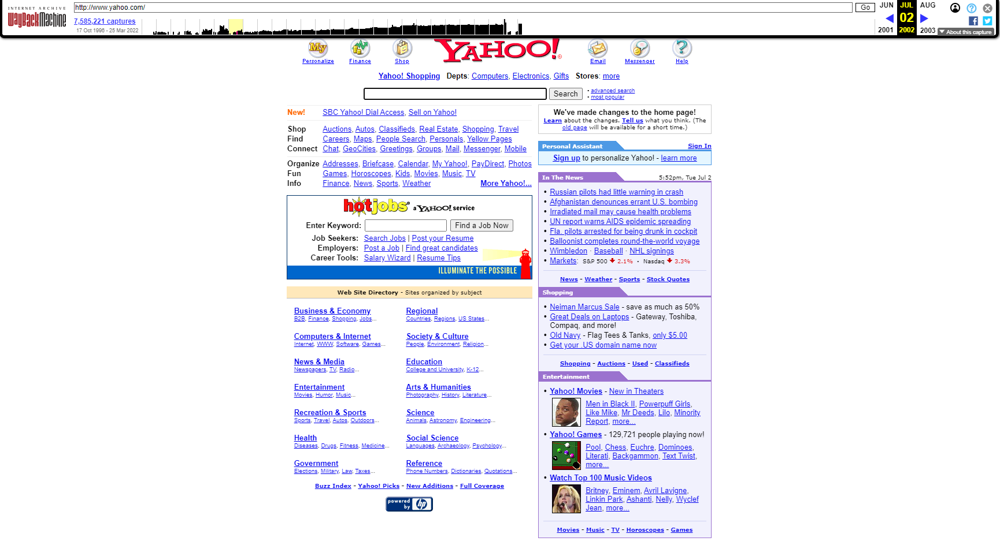 INTERNET ARCHIVE
WayBackMachine
http://www.yahoo.com/
Go
JUN
JUL
AUG
7,585,221 captures
02
17 Oct 1996 - 25 Mar 2022
2001
2002
2003
About this capture
My
YAHOO!
Personalize
Finance
Shop
Email
Messenger
Help
Yahoo! Shopping Depts: Computers, Electronics, Gifts Stores: more
Search
• advanced search
• most popular
New! SBC Yahoo! Dial Access, Sell on Yahoo!
Shop Auctions, Autos, Classifieds, Real Estate, Shopping, Travel
Find Careers, Maps, People Search, Personals, Yellow Pages
Connect Chat, GeoCities, Greetings, Groups, Mail, Messenger, Mobile
Organize Addresses, Briefcase, Calendar, My Yahoo!, PayDirect, Photos
Fun Games, Horoscopes, Kids, Movies, Music, TV
Info Finance, News, Sports, Weather More Yahoo!...
hotjobs a YAHOO! service
Enter Keyword: Find a Job Now
Job Seekers: Search Jobs | Post your Resume
Employers: Post a Job | Find great candidates
Career Tools: Salary Wizard | Resume Tips
ILLUMINATE THE POSSIBLE
Web Site Directory - Sites organized by subject
Business & Economy
B2B, Finance, Shopping, Jobs...
Regional
Countries, Regions, US States...
Computers & Internet
Internet, WWW, Software, Games...
Society & Culture
People, Environment, Religion...
News & Media
Newspapers, TV, Radio...
Education
College and University, K-12...
Entertainment
Movies, Humor, Music...
Arts & Humanities
Photography, History, Literature...
Recreation & Sports
Sports, Travel, Autos, Outdoors...
Science
Animals, Astronomy, Engineering...
Health
Diseases, Drugs, Fitness, Medicine...
Social Science
Languages, Archaeology, Psychology...
Government
Elections, Military, Law, Taxes...
Reference
Phone Numbers, Dictionaries, Quotations...
Buzz Index - Yahoo! Picks - New Additions - Full Coverage
powered by hp
We've made changes to the home page!
Learn about the changes. Tell us what you think. (The
old page will be available for a short time.)
Personal Assistant Sign In
Sign up to personalize Yahoo! - learn more
In The News 5:52pm, Tue Jul 2
• Russian pilots had little warning in crash
• Afghanistan denounces errant U.S. bombing
• Irradiated mail may cause health problems
• UN report warns AIDS epidemic spreading
• Fla. pilots arrested for being drunk in cockpit
• Balloonist completes round-the-world voyage
• Wimbledon · Baseball · NHL signings
• Markets: S&P 500 2.1% · Nasdaq 3.3%
News - Weather - Sports - Stock Quotes
Shopping
• Neiman Marcus Sale - save as much as 50%
• Great Deals on Laptops - Gateway, Toshiba,
Compaq, and more!
• Old Navy - Flag Tees & Tanks, only $5.00
• Get your .US domain name now
Shopping - Auctions - Used - Classifieds
Entertainment
• Yahoo! Movies - New in Theaters
Men in Black II, Powerpuff Girls,
Like Mike, Mr Deeds, Lilo, Minority
Report, more...
• Yahoo! Games - 129,721 people playing now!
Pool, Chess, Euchre, Dominoes,
Literati, Backgammon, Text Twist,
more...
• Watch Top 100 Music Videos
Britney, Eminem, Avril Lavigne,
Linkin Park, Ashanti, Nelly, Wyclef
Jean, more...
Movies - Music - TV - Horoscopes - Games